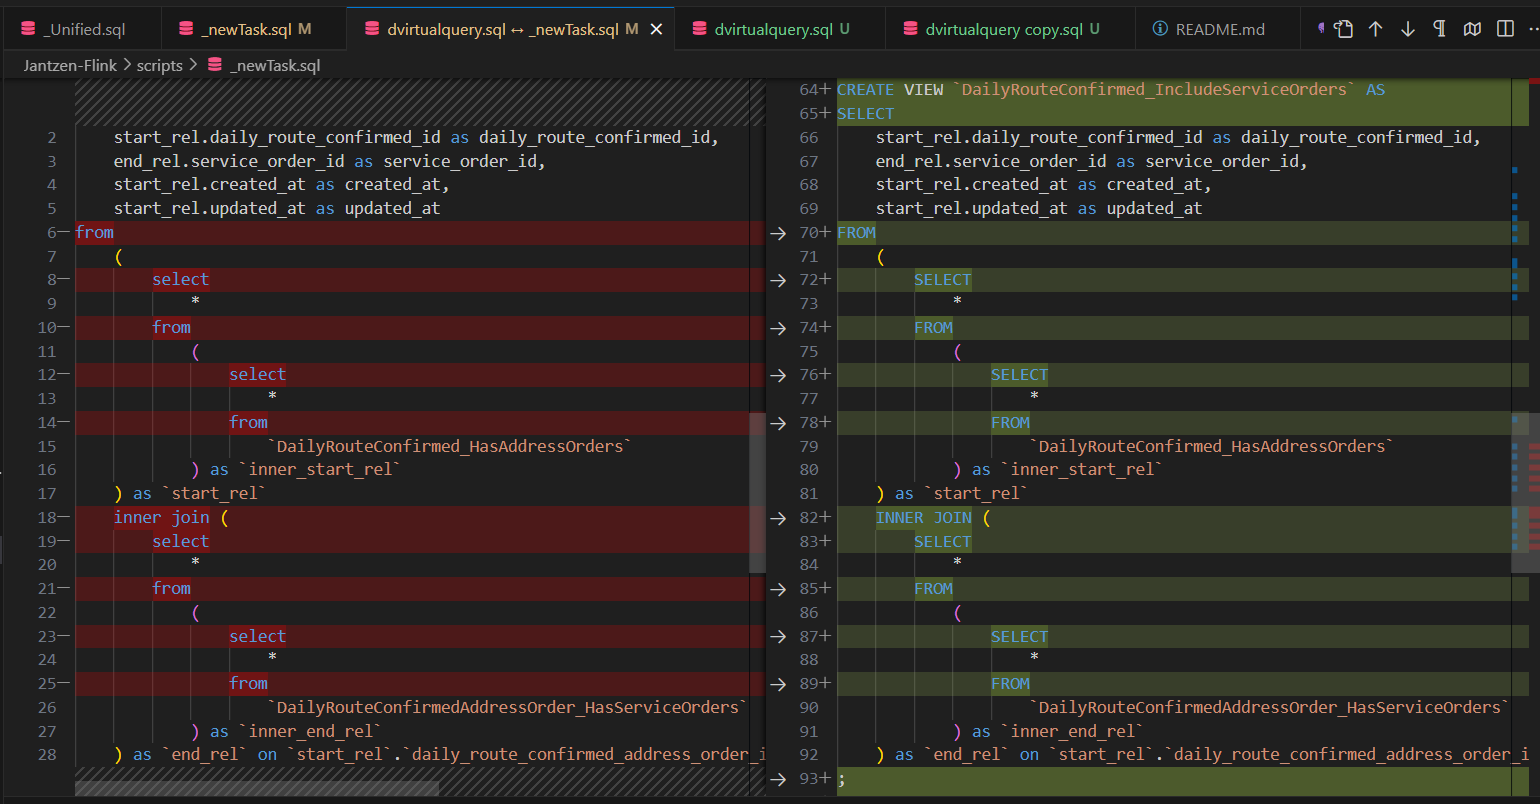 _Unified.sql
_newTask.sql M
dvirtualquery.sql ↔ _newTask.sql M
dvirtualquery.sql U
dvirtualquery copy.sql U
README.md
Jantzen-Flink > scripts > _newTask.sql
2 start_rel.daily_route_confirmed_id as daily_route_confirmed_id,
3 end_rel.service_order_id as service_order_id,
4 start_rel.created_at as created_at,
5 start_rel.updated_at as updated_at
6— from
7 (
8— select
9 *
10— from
11 (
12— select
13 *
14— from
15 `DailyRouteConfirmed_HasAddressOrders`
16 ) as `inner_start_rel`
17 ) as `start_rel`
18— inner join (
19— select
20 *
21— from
22 (
23— select
24 *
25— from
26 `DailyRouteConfirmedAddressOrder_HasServiceOrders`
27 ) as `inner_end_rel`
28 ) as `end_rel` on `start_rel`.`daily_route_confirmed_address_order_i
64+ CREATE VIEW `DailyRouteConfirmed_IncludeServiceOrders` AS
65+ SELECT
66 start_rel.daily_route_confirmed_id as daily_route_confirmed_id,
67 end_rel.service_order_id as service_order_id,
68 start_rel.created_at as created_at,
69 start_rel.updated_at as updated_at
70+ FROM
71 (
72+ SELECT
73 *
74+ FROM
75 (
76+ SELECT
77 *
78+ FROM
79 `DailyRouteConfirmed_HasAddressOrders`
80 ) as `inner_start_rel`
81 ) as `start_rel`
82+ INNER JOIN (
83+ SELECT
84 *
85+ FROM
86 (
87+ SELECT
88 *
89+ FROM
90 `DailyRouteConfirmedAddressOrder_HasServiceOrders`
91 ) as `inner_end_rel`
92 ) as `end_rel` on `start_rel`.`daily_route_confirmed_address_order_i
93+ ;